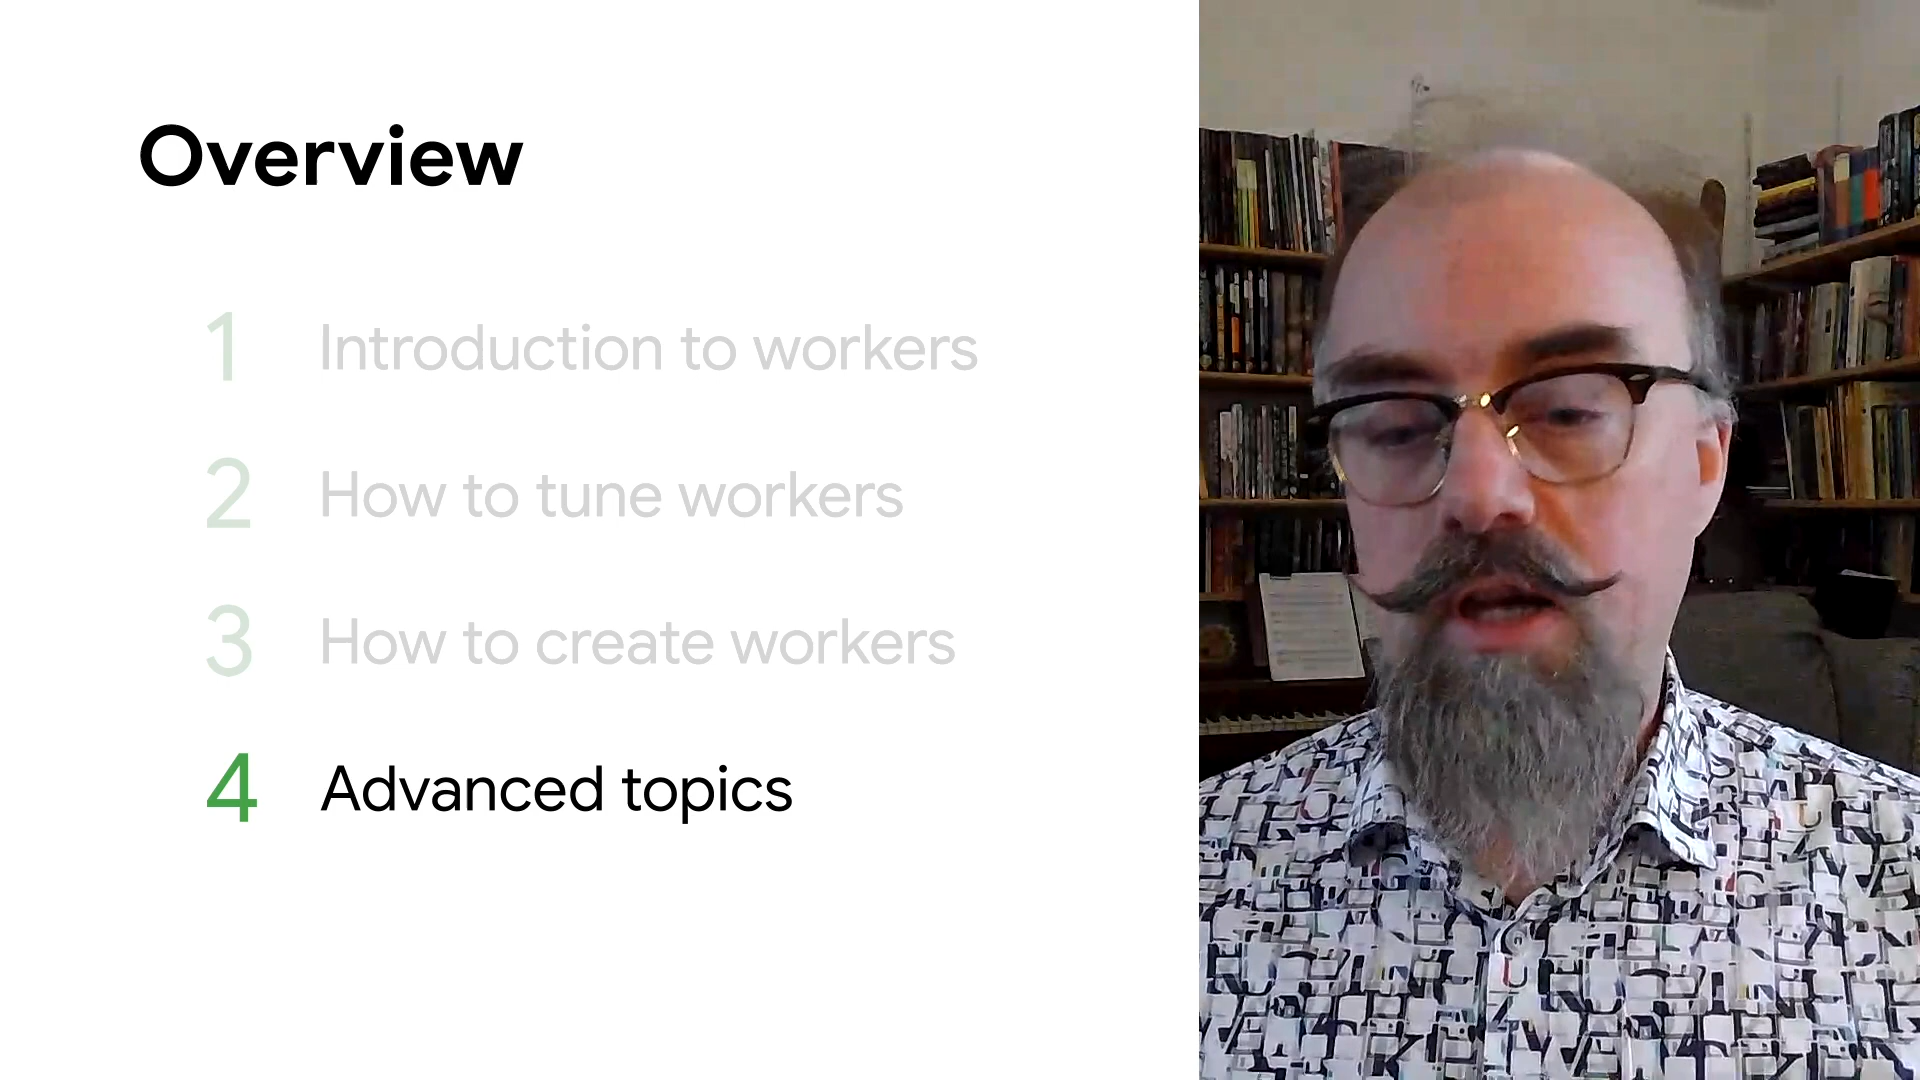 Overview
1 Introduction to workers
2 How to tune workers
3 How to create workers
4 Advanced topics